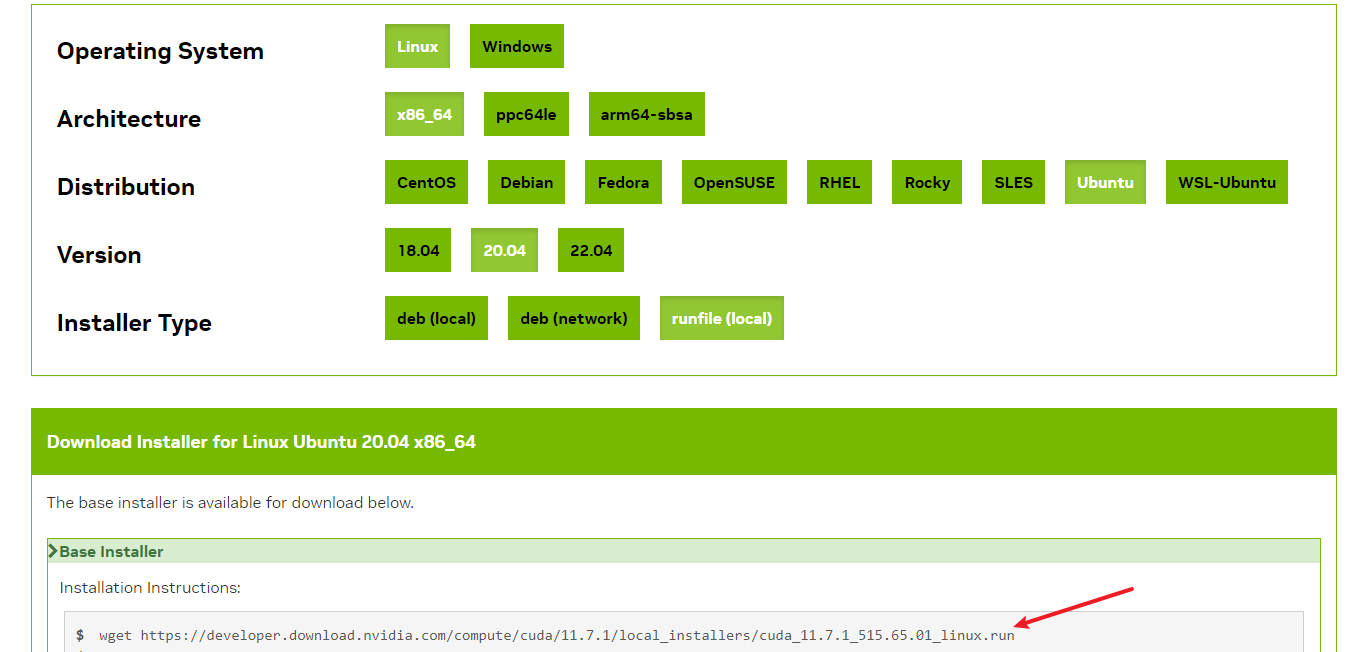 Operating System Linux Windows
Architecture x86_64 ppc64le arm64-sbsa
Distribution CentOS Debian Fedora OpenSUSE RHEL Rocky SLES Ubuntu WSL-Ubuntu
Version 18.04 20.04 22.04
Installer Type deb (local) deb (network) runfile (local)
Download Installer for Linux Ubuntu 20.04 x86_64
The base installer is available for download below.
Base Installer
Installation Instructions:
$ wget https://developer.download.nvidia.com/compute/cuda/11.7.1/local_installers/cuda_11.7.1_515.65.01_linux.run